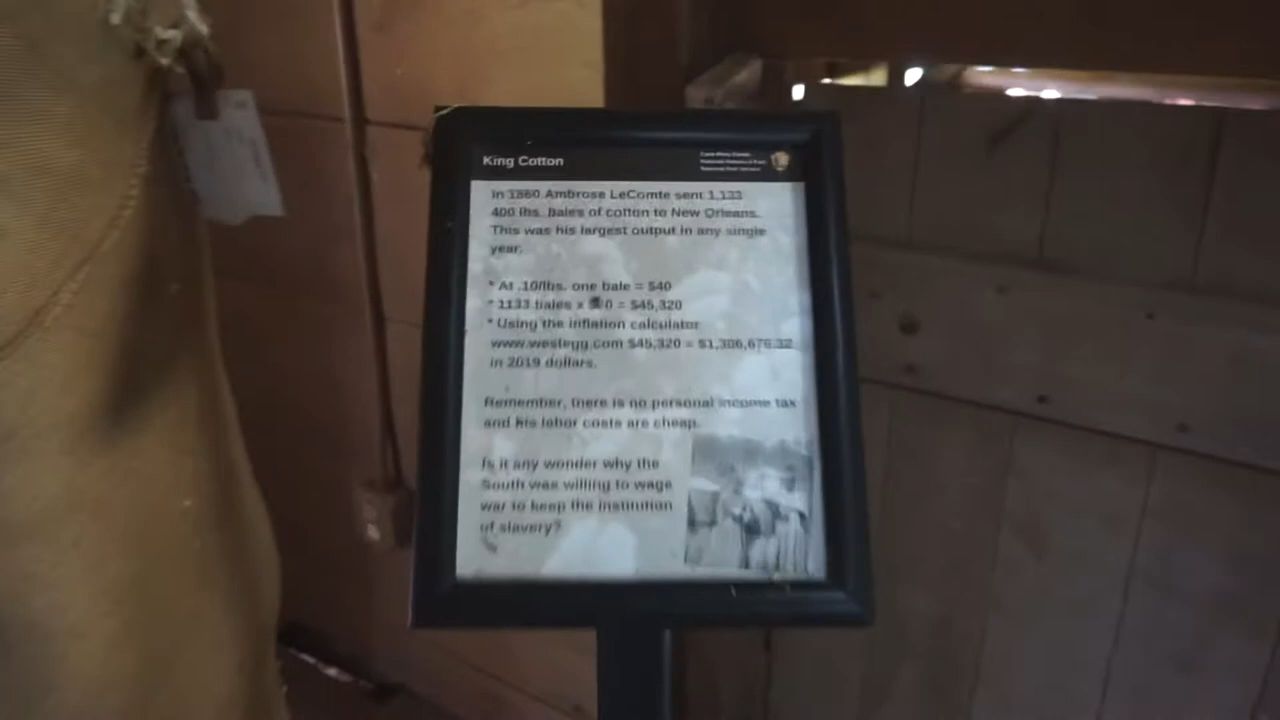 King Cotton
In 1860 Ambrose LeComte sent 1,133
400 lbs. bales of cotton to New Orleans.
This was his largest output in any single
year.
* At .10/lbs. one bale = $40
* 1133 bales x 0 = $45,320
* Using the inflation calculator
www.westegg.com $45,320 = $1,306,676.32
in 2019 dollars.
Remember, there is no personal income tax
and his labor costs are cheap.
Is it any wonder why the
South was willing to wage
war to keep the institution
of slavery?